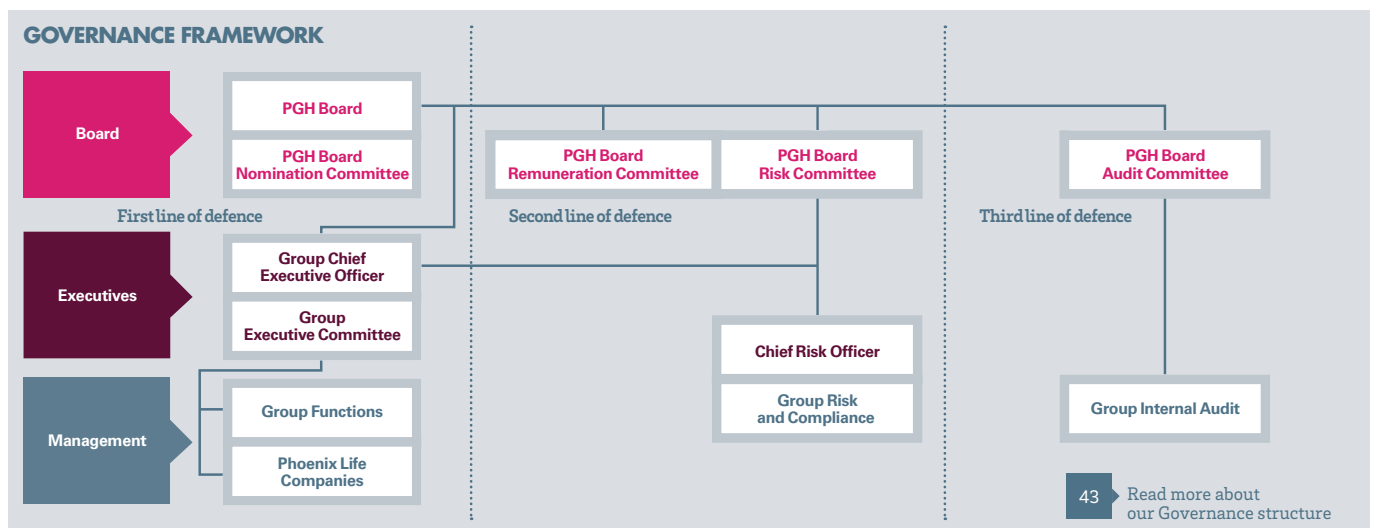 GOVERNANCE FRAMEWORK
Board
PGH Board
PGH Board
Nomination Committee
PGH Board
Remuneration Committee
PGH Board
Risk Committee
PGH Board
Audit Committee
First line of defence
Second line of defence
Third line of defence
Executives
Group Chief
Executive Officer
Group
Executive Committee
Chief Risk Officer
Management
Group Functions
Phoenix Life
Companies
Group Risk
and Compliance
Group Internal Audit
43
Read more about
our Governance structure